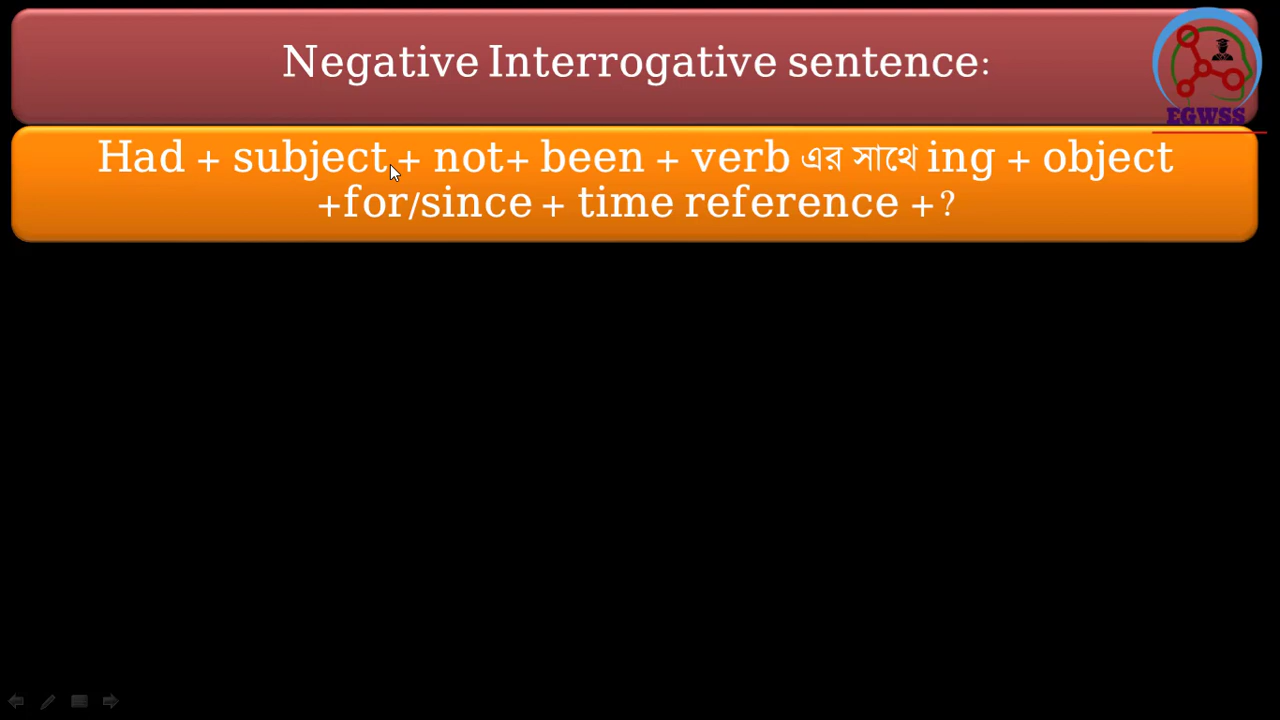 Negative Interrogative sentence:
EGWSS
Had + subject + not+ been + verb এর সাথে ing + object
+for/since + time reference +?